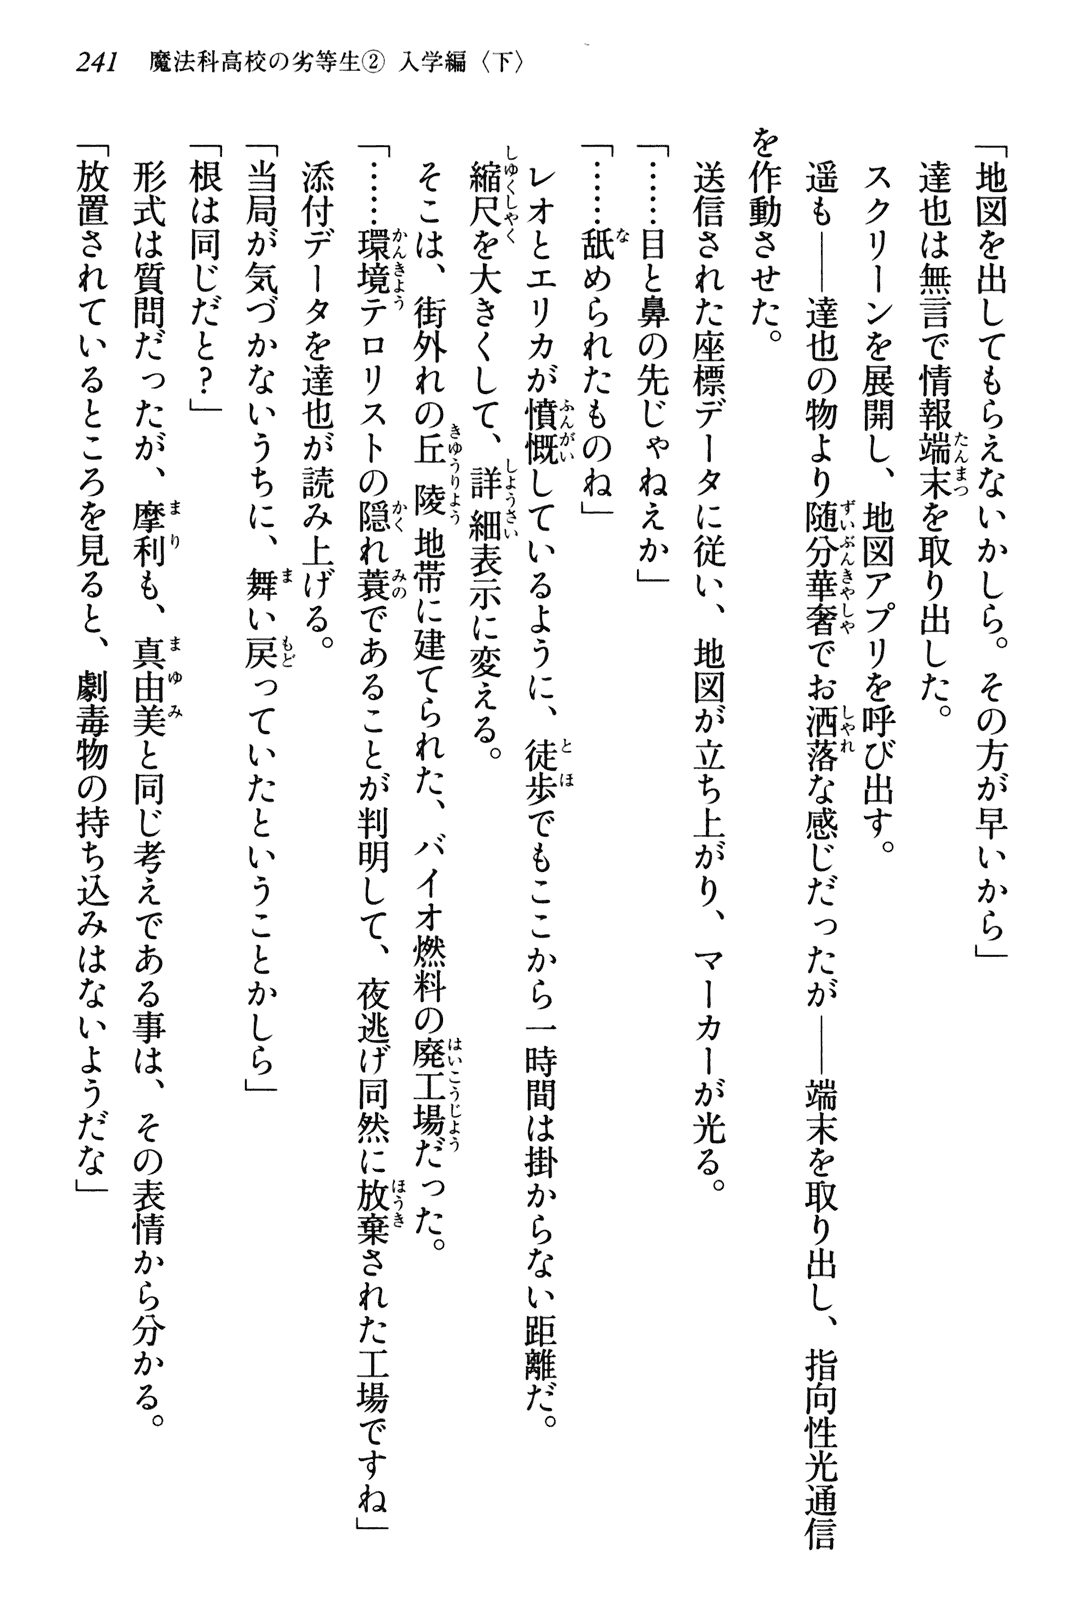 241 魔法科高校の劣等生② 入学編〈下〉
「地図を出してもらえないかしら。その方が早いから」
達也は無言で情報端末を取り出した。
スクリーンを展開し、地図アプリを呼び出す。
遥も――達也の物より随分華奢でお洒落な感じだったが――端末を取り出し、指向性光通信
を作動させた。
送信された座標データに従い、地図が立ち上がり、マーカーが光る。
「……目と鼻の先じゃねえか」
「……舐められたものね」
レオとエリカが憤慨しているように、徒歩でもここから一時間は掛からない距離だ。
縮尺を大きくして、詳細表示に変える。
そこは、街外れの丘陵地帯に建てられた、バイオ燃料の廃工場だった。
「……環境テロリストの隠れ蓑であることが判明して、夜逃げ同然に放棄された工場ですね」
添付データを達也が読み上げる。
「当局が気づかないうちに、舞い戻っていたということかしら」
「根は同じだと？」
形式は質問だったが、摩利も、真由美と同じ考えである事は、その表情から分かる。
「放置されているところを見ると、劇毒物の持ち込みはないようだな」